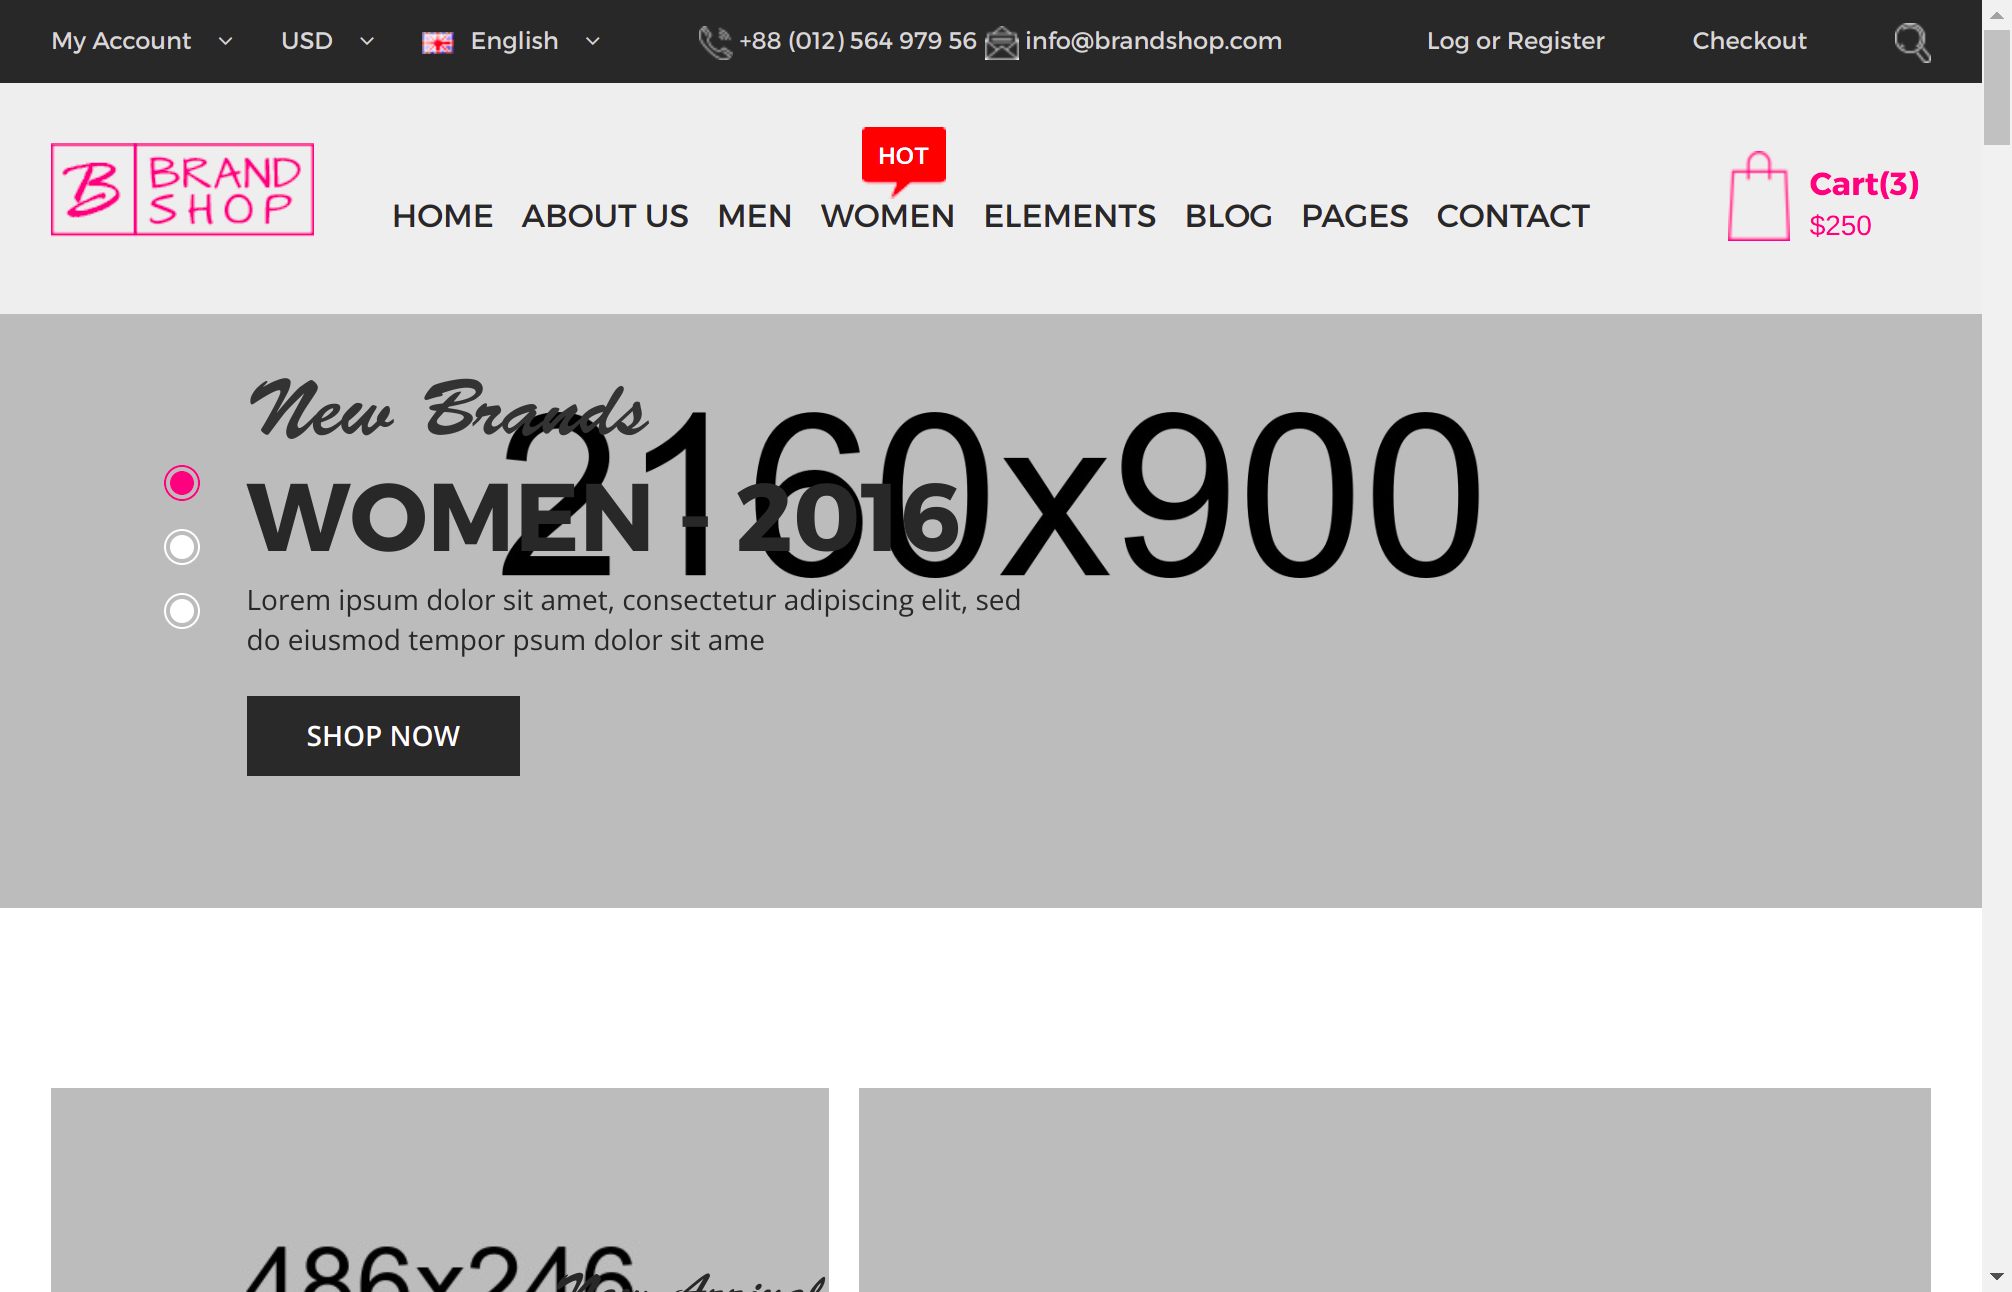 My Account USD English +88 (012) 564 979 56 info@brandshop.com Log or Register Checkout
HOT
B BRAND SHOP
HOME ABOUT US MEN WOMEN ELEMENTS BLOG PAGES CONTACT
Cart(3)
$250
New Brands
2160x900
WOMEN - 2016
Lorem ipsum dolor sit amet, consectetur adipiscing elit, sed
do eiusmod tempor psum dolor sit ame
SHOP NOW
486x246
New Arrival